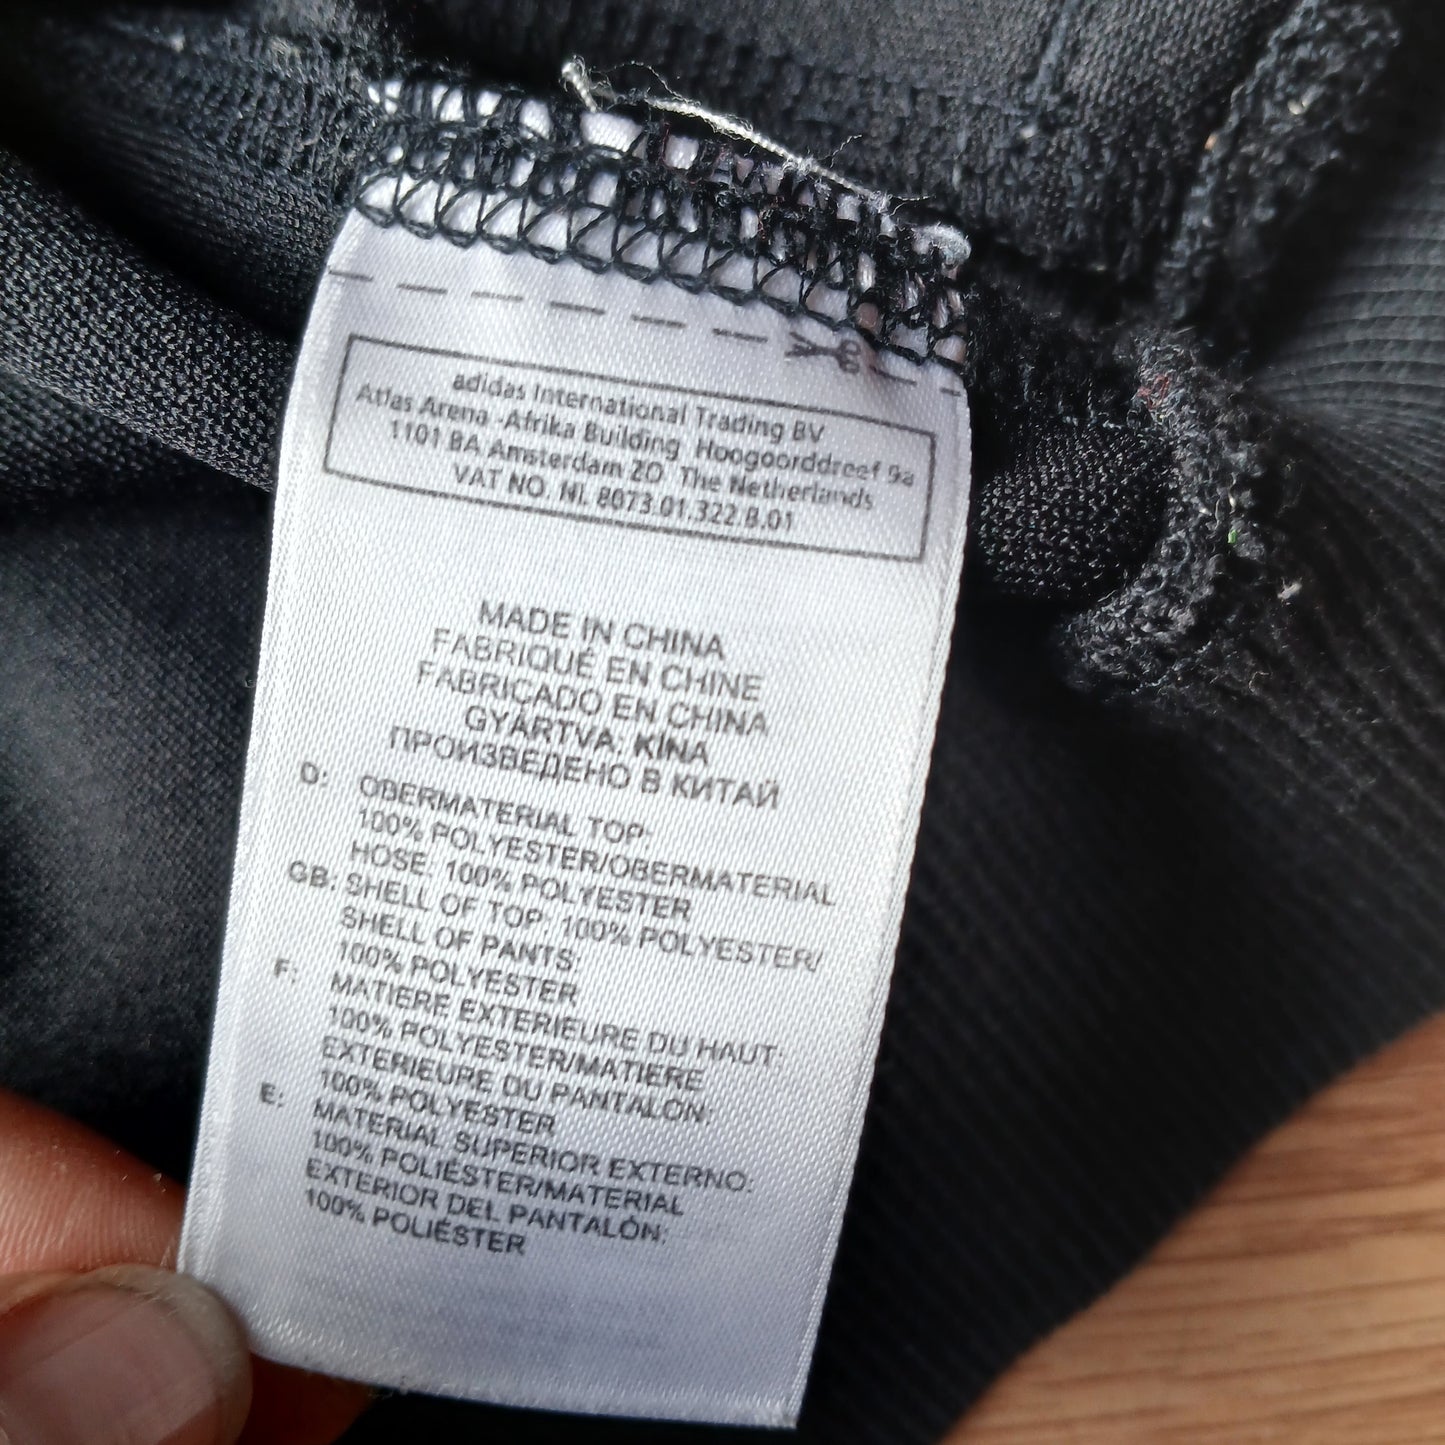 adidas International Trading BV
Atlas Arena -Afrika Building Hoogoorddreef 9a
1101 BA Amsterdam ZO The Netherlands
VAT NO. NL 8073.01.322.B.01
MADE IN CHINA
FABRIQUÉ EN CHINE
FABRICADO EN CHINA
GYÁRTVA: KÍNA
ПРОИЗВЕДЕНО В КИТАЙ
D: OBERMATERIAL TOP:
100% POLYESTER/OBERMATERIAL
HOSE: 100% POLYESTER
GB: SHELL OF TOP: 100% POLYESTER/
SHELL OF PANTS:
100% POLYESTER
F: MATIERE EXTERIEURE DU HAUT:
100% POLYESTER/MATIERE
EXTERIEURE DU PANTALON:
100% POLYESTER
E: MATERIAL SUPERIOR EXTERNO:
100% POLIÉSTER/MATERIAL
EXTERIOR DEL PANTALÓN:
100% POLIÉSTER